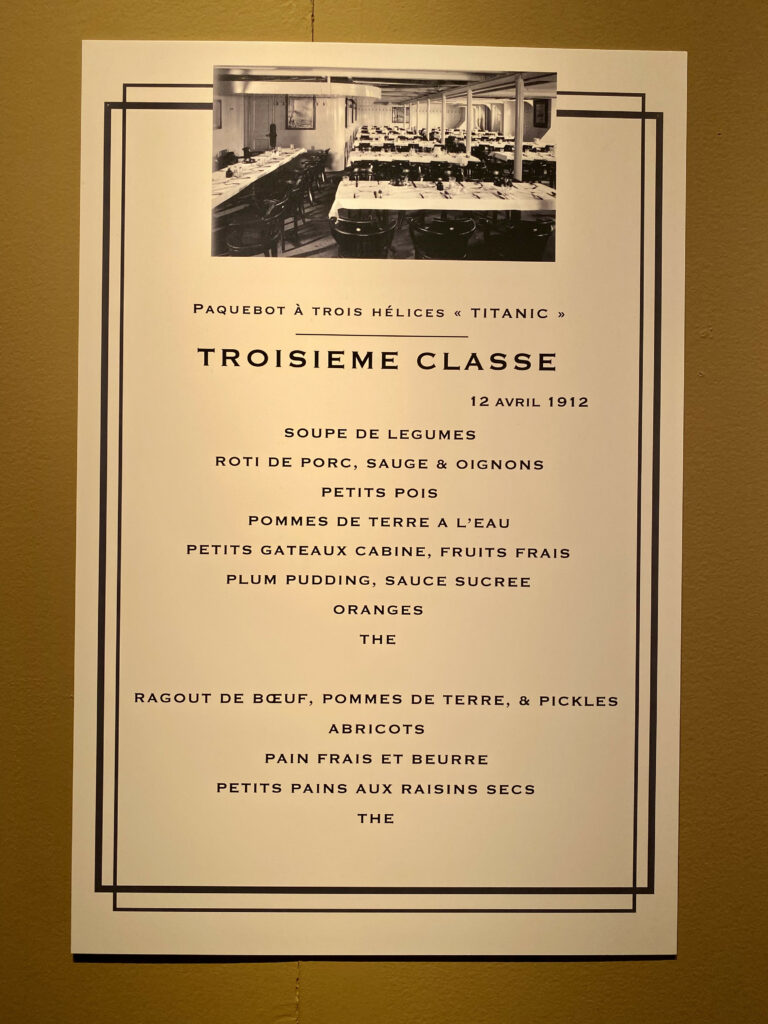 Paquebot à trois hélices « TITANIC »
TROISIEME CLASSE
12 avril 1912
SOUPE DE LEGUMES
ROTI DE PORC, SAUGE & OIGNONS
PETITS POIS
POMMES DE TERRE A L'EAU
PETITS GATEAUX CABINE, FRUITS FRAIS
PLUM PUDDING, SAUCE SUCREE
ORANGES
THE
RAGOUT DE BŒUF, POMMES DE TERRE, & PICKLES
ABRICOTS
PAIN FRAIS ET BEURRE
PETITS PAINS AUX RAISINS SECS
THE